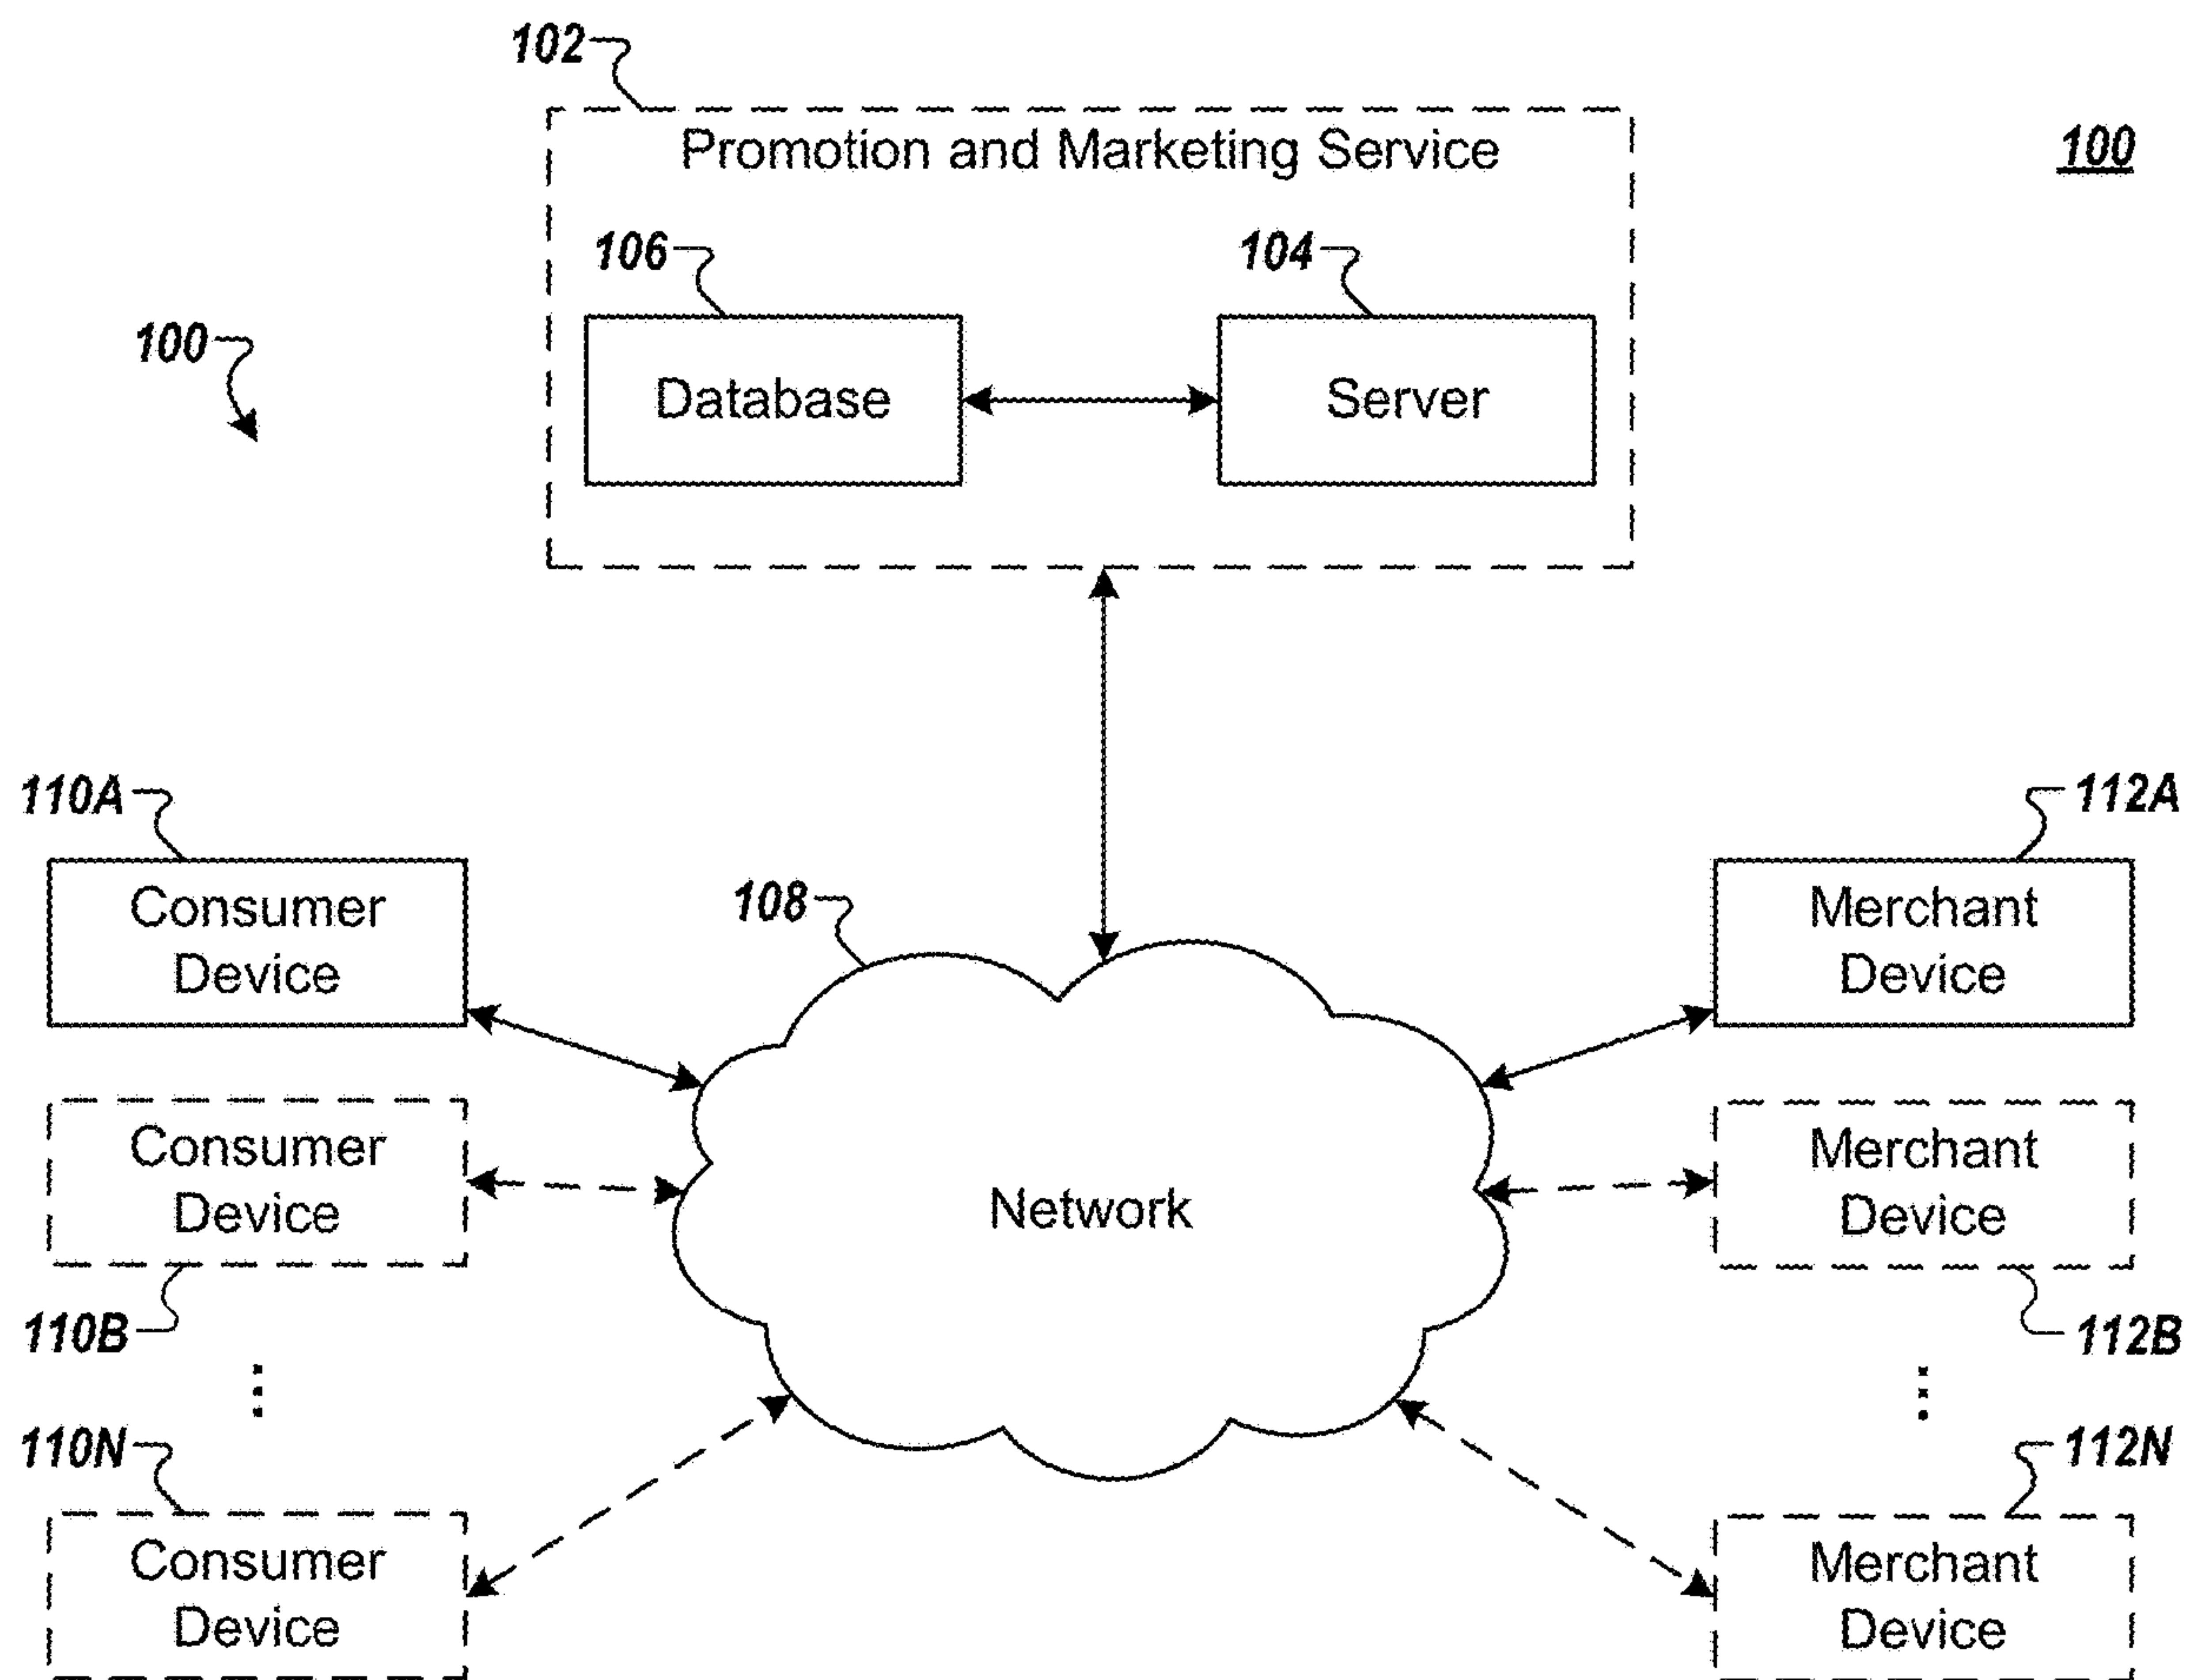 102
Promotion and Marketing Service
100
106
104
100
Database
Server
110A
112A
Consumer
Device
108
Merchant
Device
Consumer
Device
Network
Merchant
Device
110B
112B
110N
112N
Consumer
Device
Merchant
Device